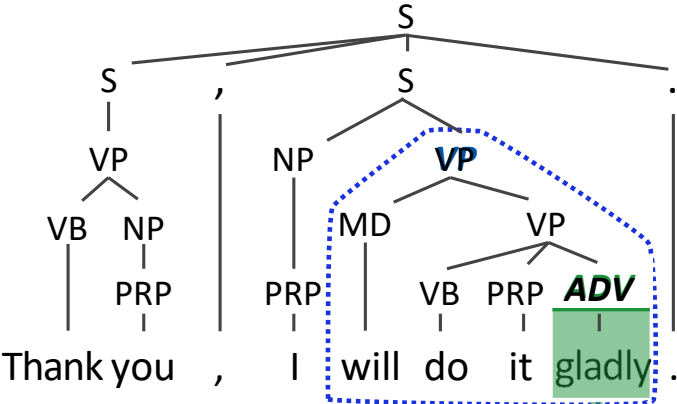 S
S , S .
VP NP VP
VB NP MD VP
PRP PRP VB PRP ADV
Thank you , I will do it gladly .